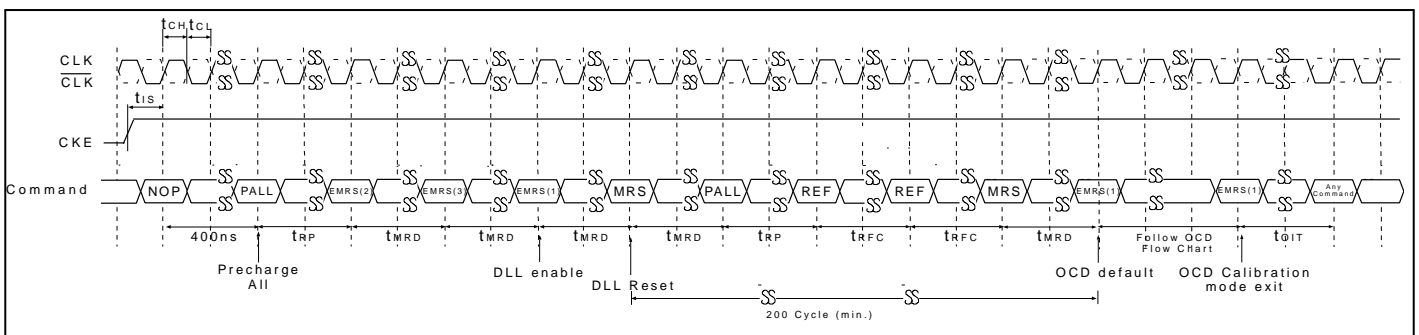 tCH tCL
CLK
CLK
tIS
CKE
Command NOP PALL EMRS(2) EMRS(3) EMRS(1) MRS PALL REF REF MRS EMRS(1) EMRS(1) Any Command
400ns tRP tMRD tMRD tMRD tMRD tRP tRFC tRFC tMRD Follow OCD Flow Chart tOIT
Precharge All
DLL enable
DLL Reset
OCD default
OCD Calibration mode exit
200 Cycle (min.)